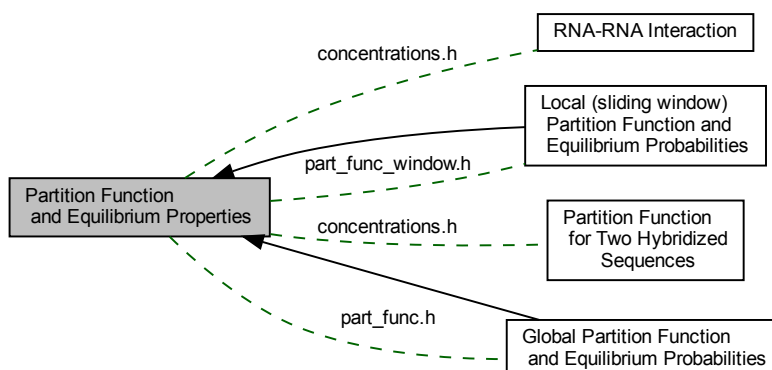 RNA-RNA Interaction
concentrations.h
Local (sliding window)
Partition Function and
Equilibrium Probabilities
part_func_window.h
Partition Function
and Equilibrium Properties
concentrations.h
Partition Function
for Two Hybridized
Sequences
part_func.h
Global Partition Function
and Equilibrium Probabilities